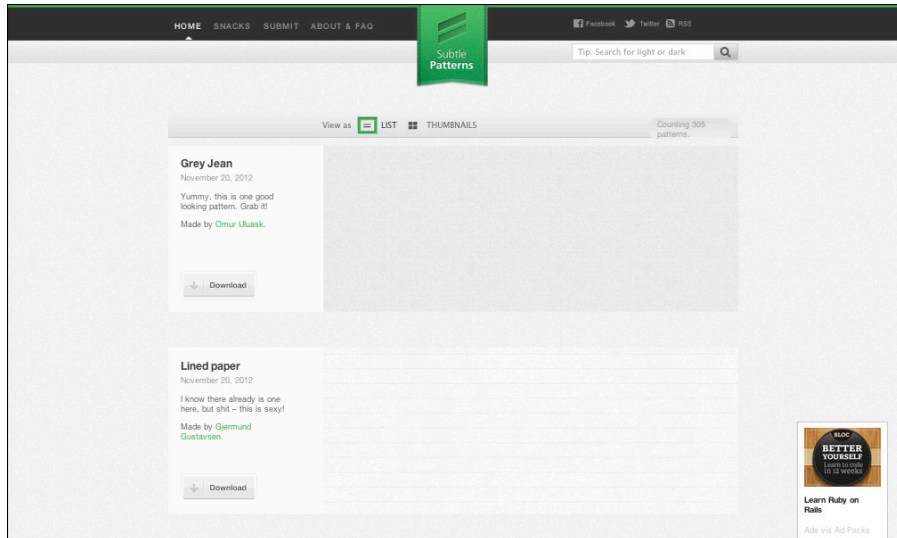 HOME SNACKS SUBMIT ABOUT & FAQ
Facebook Twitter RSS
Subtle
Patterns
Tip: Search for light or dark
View as LIST THUMBNAILS
Counting 305
patterns.
Grey Jean
November 20, 2012
Yummy, this is one good
looking pattern. Grab it!
Made by Omur Uluask.
Download
Lined paper
November 20, 2012
I know there already is one
here, but shit – this is sexy!
Made by Gjermund
Gustavsen.
Download
BLOC
BETTER
YOURSELF
Learn to code
in 12 weeks
Learn Ruby on
Rails
Ads via Ad Packs